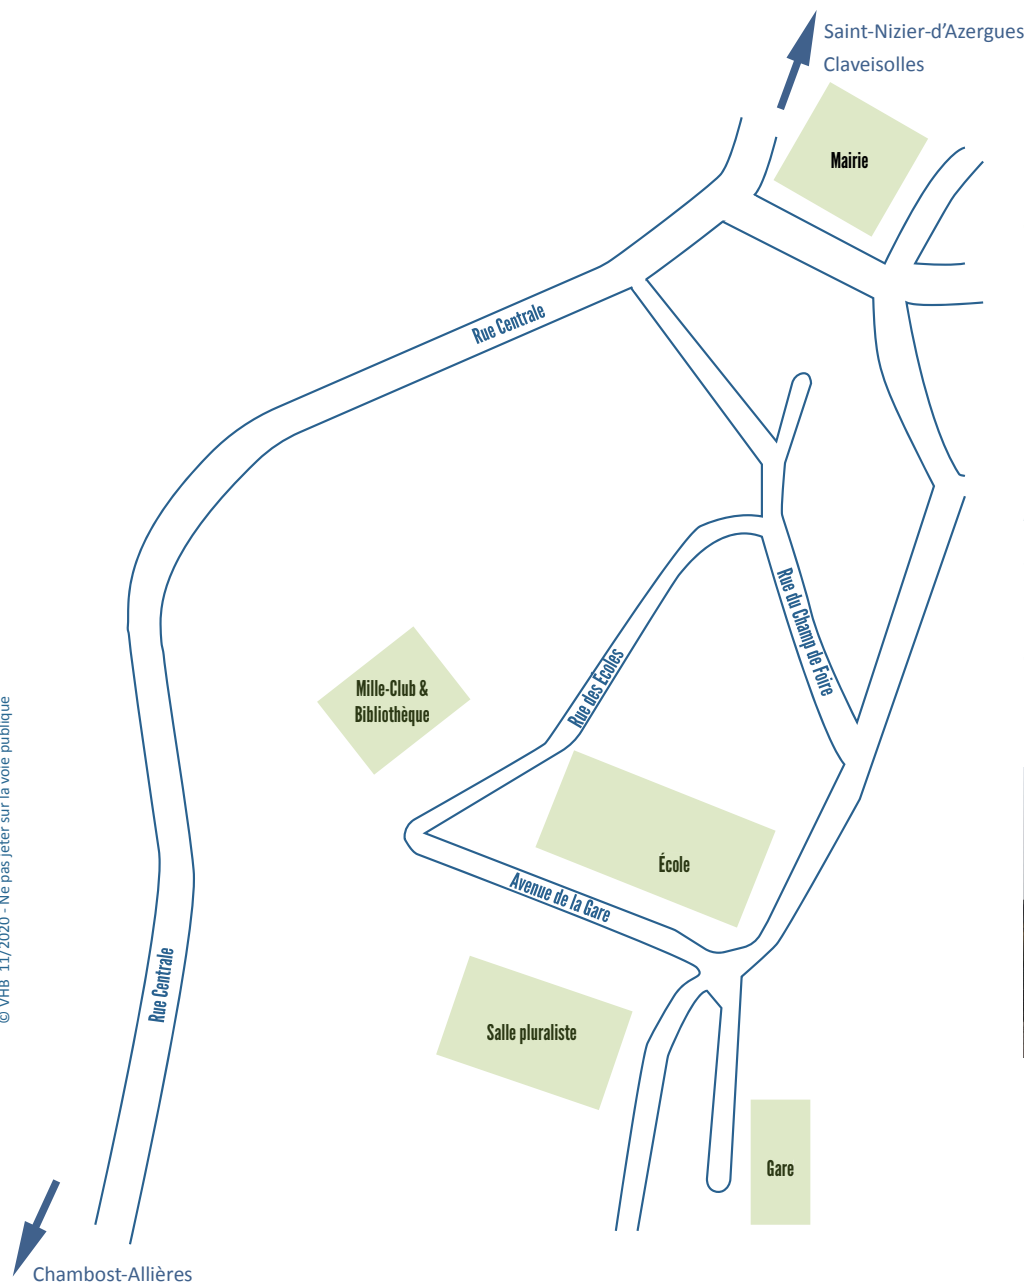 Saint-Nizier-d'Azergues
Claveisolles
Mairie
Rue Centrale
Rue du Champ de Foire
Rue des Écoles
Mille-Club &
Bibliothèque
École
Avenue de la Gare
Rue Centrale
Salle pluraliste
Gare
Chambost-Allières
© VHB 11/2020 - Ne pas jeter sur la voie publique